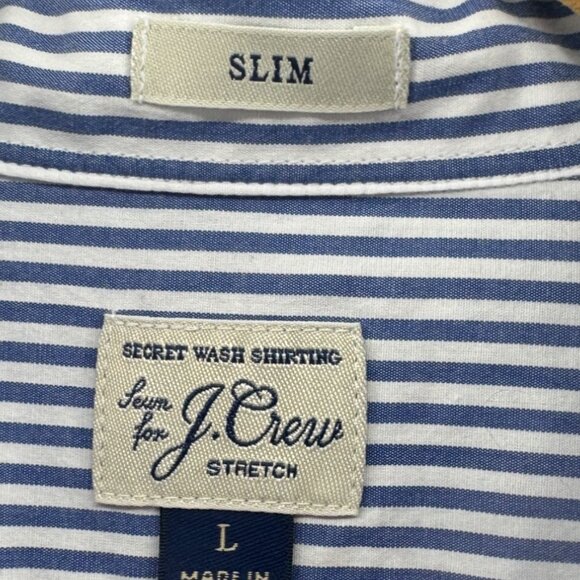 SLIM
SECRET WASH SHIRTING
Sewn for J.Crew
STRETCH
L
MADE IN